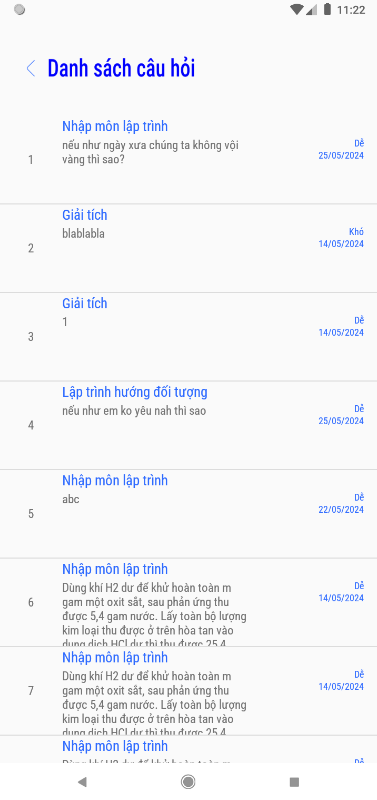 11:22
Danh sách câu hỏi
Nhập môn lập trình
nếu như ngày xưa chúng ta không vội
vàng thì sao?
1
Dễ
25/05/2024
Giải tích
blablabla
2
Khó
14/05/2024
Giải tích
1
3
Dễ
14/05/2024
Lập trình hướng đối tượng
nếu như em ko yêu nah thì sao
4
Dễ
25/05/2024
Nhập môn lập trình
abc
5
Dễ
22/05/2024
Nhập môn lập trình
Dùng khí H2 dư để khử hoàn toàn m
gam một oxit sắt, sau phản ứng thu
được 5,4 gam nước. Lấy toàn bộ lượng
kim loại thu được ở trên hòa tan vào
dung dịch HCl dư thì thu được 25,4
6
Dễ
14/05/2024
Nhập môn lập trình
Dùng khí H2 dư để khử hoàn toàn m
gam một oxit sắt, sau phản ứng thu
được 5,4 gam nước. Lấy toàn bộ lượng
kim loại thu được ở trên hòa tan vào
dung dịch HCl dư thì thu được 25,4
7
Dễ
14/05/2024
Nhập môn lập trình
Dùng khí H2 dư để khử hoàn toàn m
Dễ